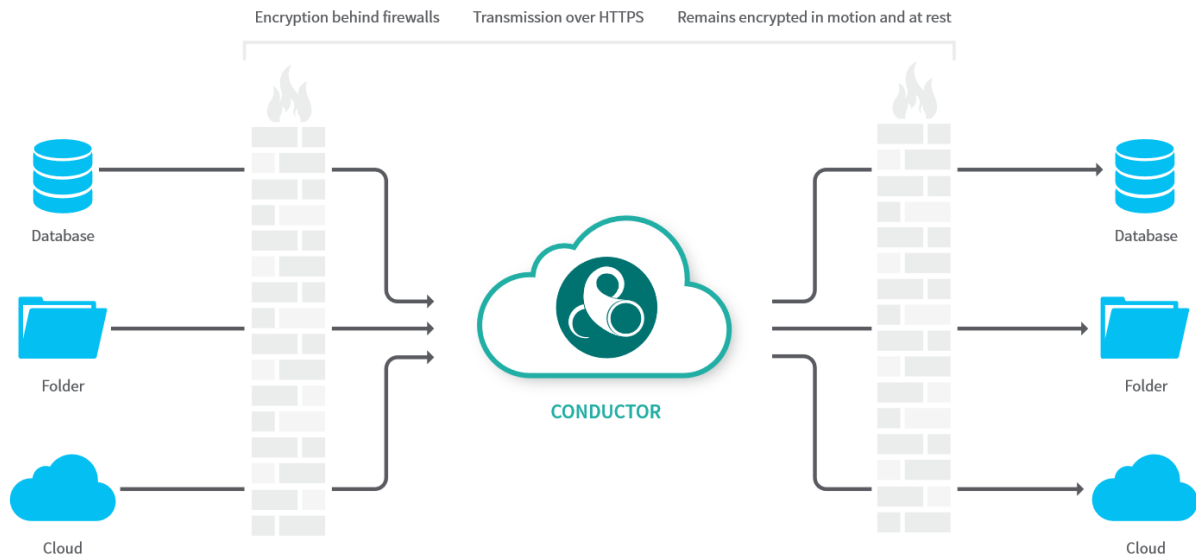 Encryption behind firewalls
Transmission over HTTPS
Remains encrypted in motion and at rest
Database
Database
Folder
Folder
CONDUCTOR
Cloud
Cloud